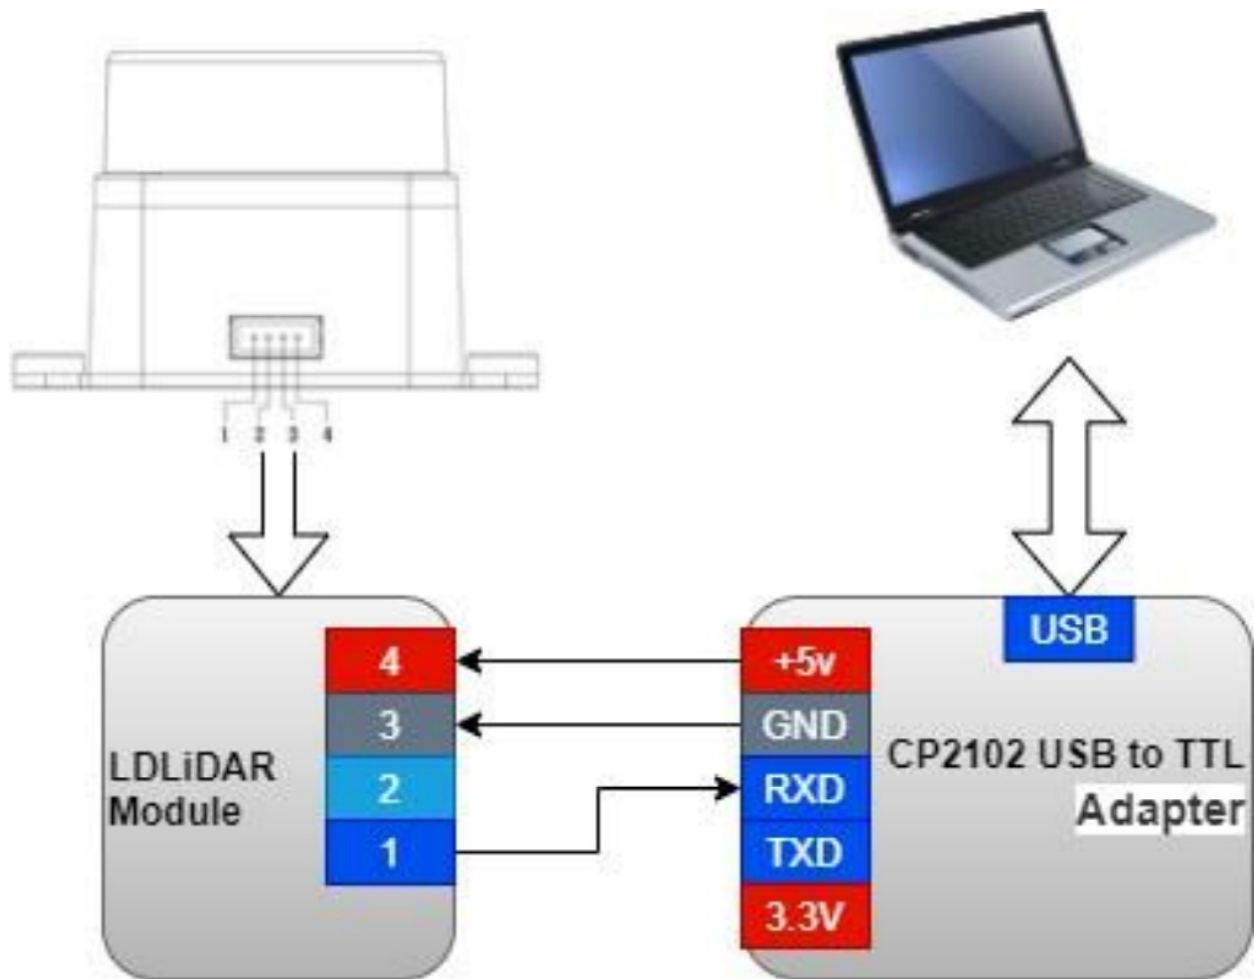 1 2 3 4
USB
4
3
2
1
LDLiDAR
Module
+5v
GND
RXD
TXD
3.3V
CP2102 USB to TTL
Adapter